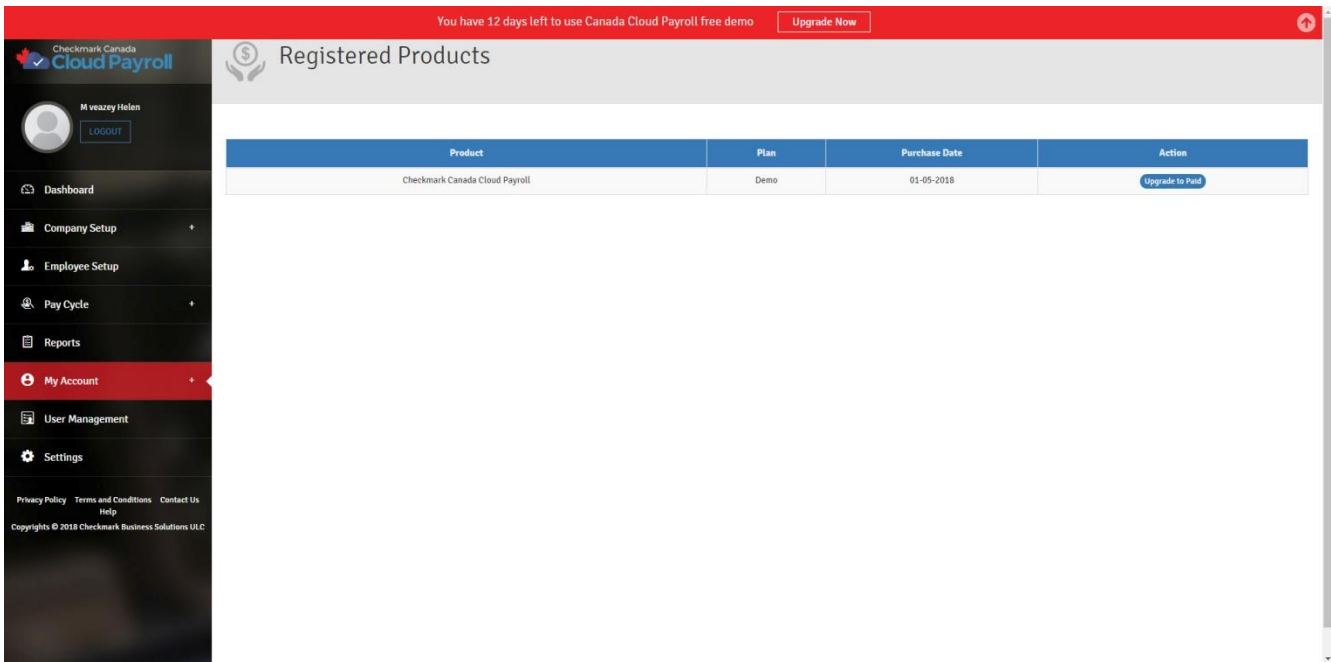 You have 12 days left to use Canada Cloud Payroll free demo Upgrade Now
Checkmark Canada
Cloud Payroll
Registered Products
M veazey Helen
LOGOUT
Product Plan Purchase Date Action
Checkmark Canada Cloud Payroll Demo 01-05-2018 Upgrade to Paid
Dashboard
Company Setup +
Employee Setup
Pay Cycle +
Reports
My Account +
User Management
Settings
Privacy Policy Terms and Conditions Contact Us
Help
Copyrights © 2018 Checkmark Business Solutions ULC